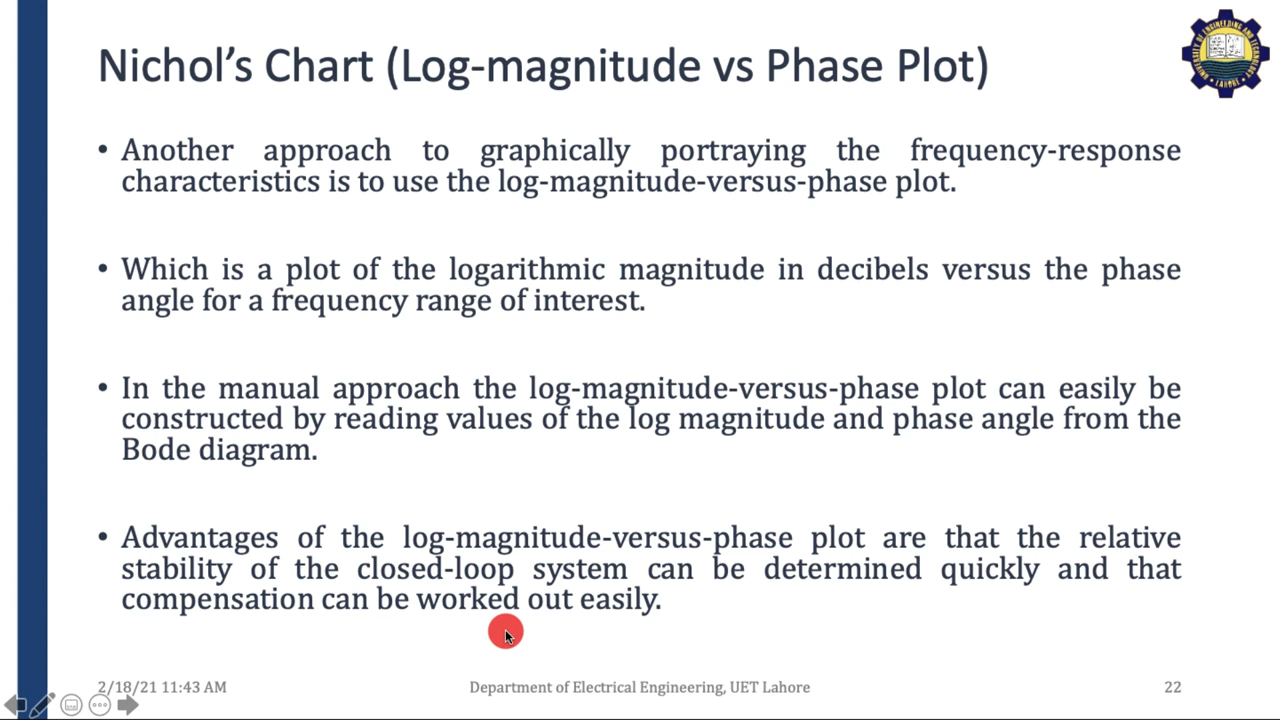 Nichol's Chart (Log-magnitude vs Phase Plot)
• Another approach to graphically portraying the frequency-response
characteristics is to use the log-magnitude-versus-phase plot.
• Which is a plot of the logarithmic magnitude in decibels versus the phase
angle for a frequency range of interest.
• In the manual approach the log-magnitude-versus-phase plot can easily be
constructed by reading values of the log magnitude and phase angle from the
Bode diagram.
• Advantages of the log-magnitude-versus-phase plot are that the relative
stability of the closed-loop system can be determined quickly and that
compensation can be worked out easily.
2/18/21 11:43 AM
Department of Electrical Engineering, UET Lahore
22